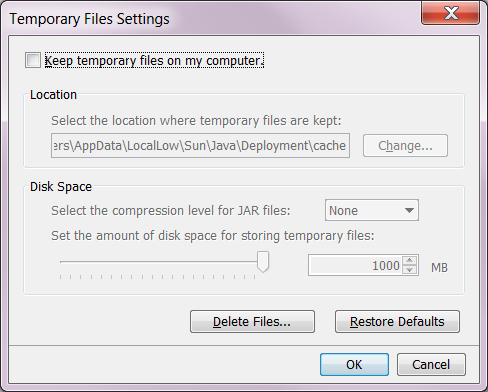 Temporary Files Settings
Keep temporary files on my computer.
Location
Select the location where temporary files are kept:
ers\AppData\LocalLow\Sun\Java\Deployment\cache Change...
Disk Space
Select the compression level for JAR files: None
Set the amount of disk space for storing temporary files:
1000 MB
Delete Files... Restore Defaults
OK Cancel